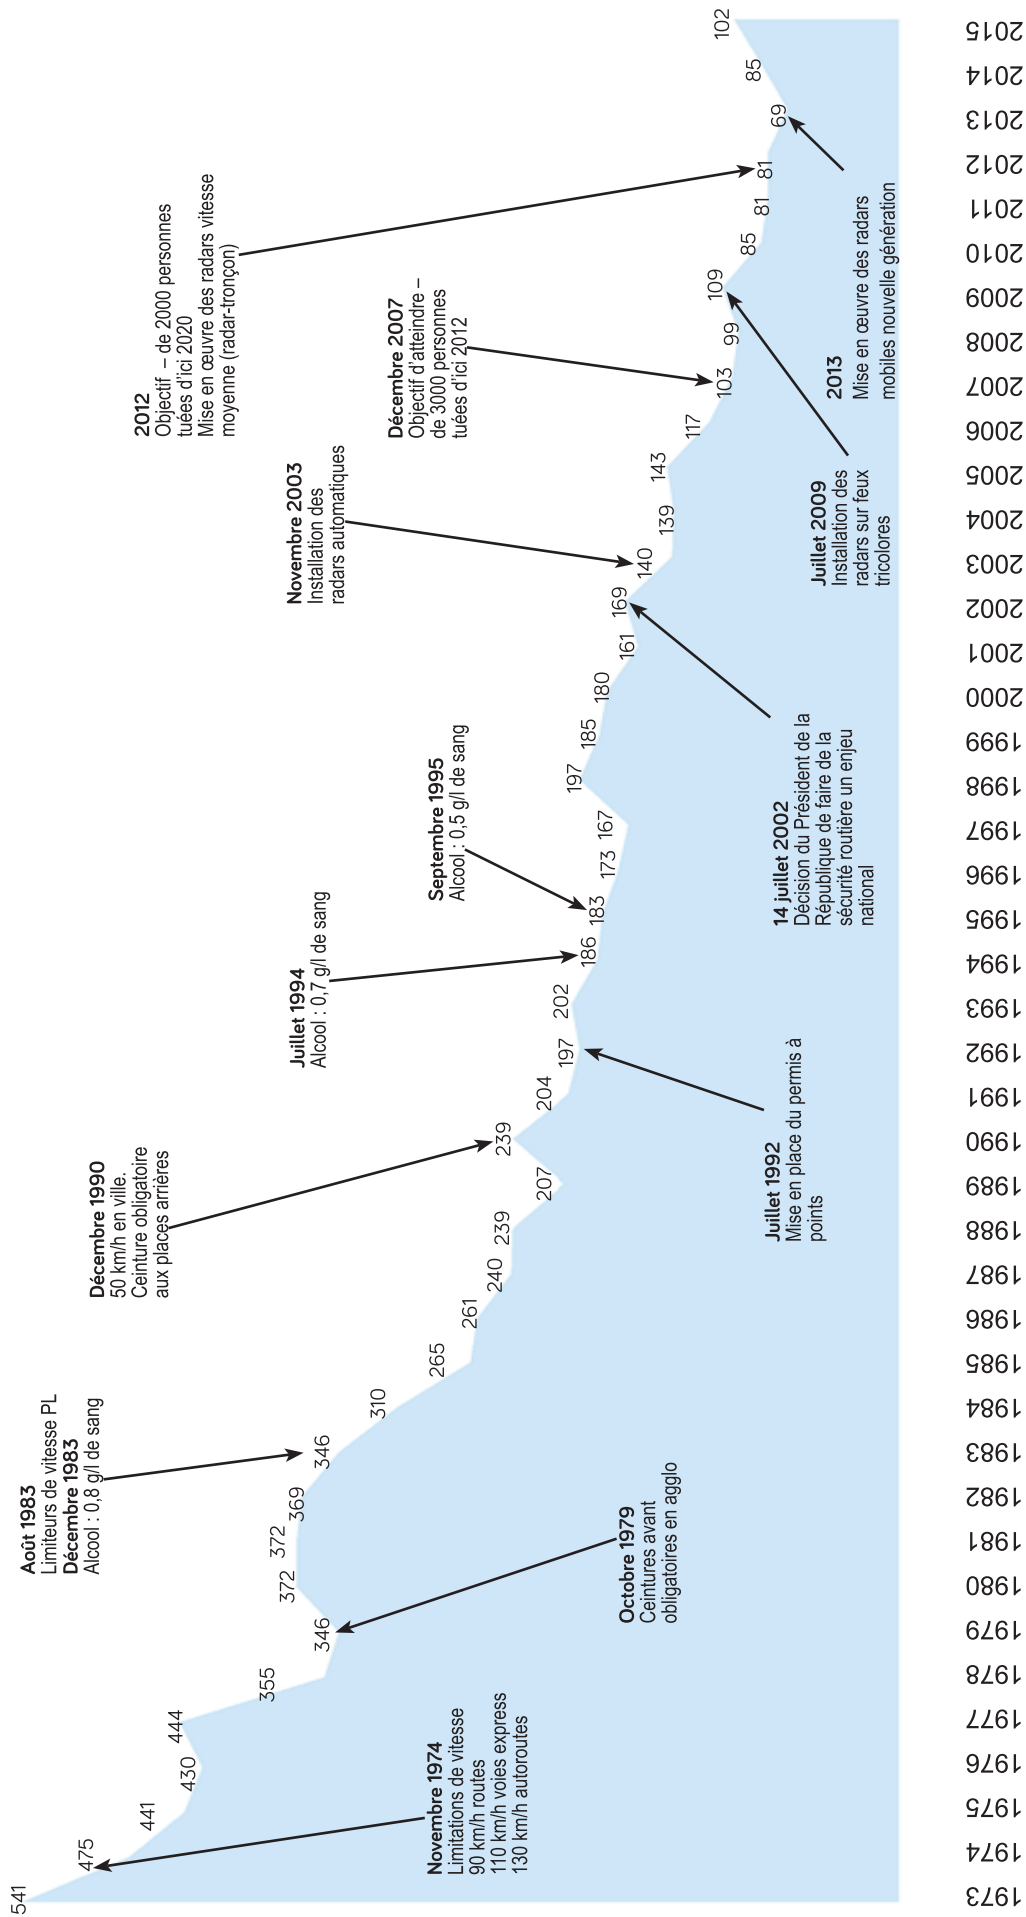 541
475
441
430
444
355
346
372
372
369
346
310
265
261
240
239
207
239
204
197
202
186
183
173
167
197
185
180
161
169
140
139
143
117
103
99
109
85
81
81
69
85
102
Novembre 1974
Limitations de vitesse
90 km/h routes
110 km/h voies express
130 km/h autoroutes
Octobre 1979
Ceintures avant
obligatoires en agglo
Août 1983
Limiteurs de vitesse PL
Décembre 1983
Alcool : 0,8 g/l de sang
Décembre 1990
50 km/h en ville.
Ceinture obligatoire
aux places arrières
Juillet 1992
Mise en place du permis à
points
Juillet 1994
Alcool : 0,7 g/l de sang
Septembre 1995
Alcool : 0,5 g/l de sang
14 juillet 2002
Décision du Président de la
République de faire de la
sécurité routière un enjeu
national
Novembre 2003
Installation des
radars automatiques
Décembre 2007
Objectif d'atteindre –
de 3000 personnes
tuées d'ici 2012
Juillet 2009
Installation des
radars sur feux
tricolores
2012
Objectif – de 2000 personnes
tuées d'ici 2020
Mise en œuvre des radars vitesse
moyenne (radar-tronçon)
2013
Mise en œuvre des radars
mobiles nouvelle génération
1973
1974
1975
1976
1977
1978
1979
1980
1981
1982
1983
1984
1985
1986
1987
1988
1989
1990
1991
1992
1993
1994
1995
1996
1997
1998
1999
2000
2001
2002
2003
2004
2005
2006
2007
2008
2009
2010
2011
2012
2013
2014
2015